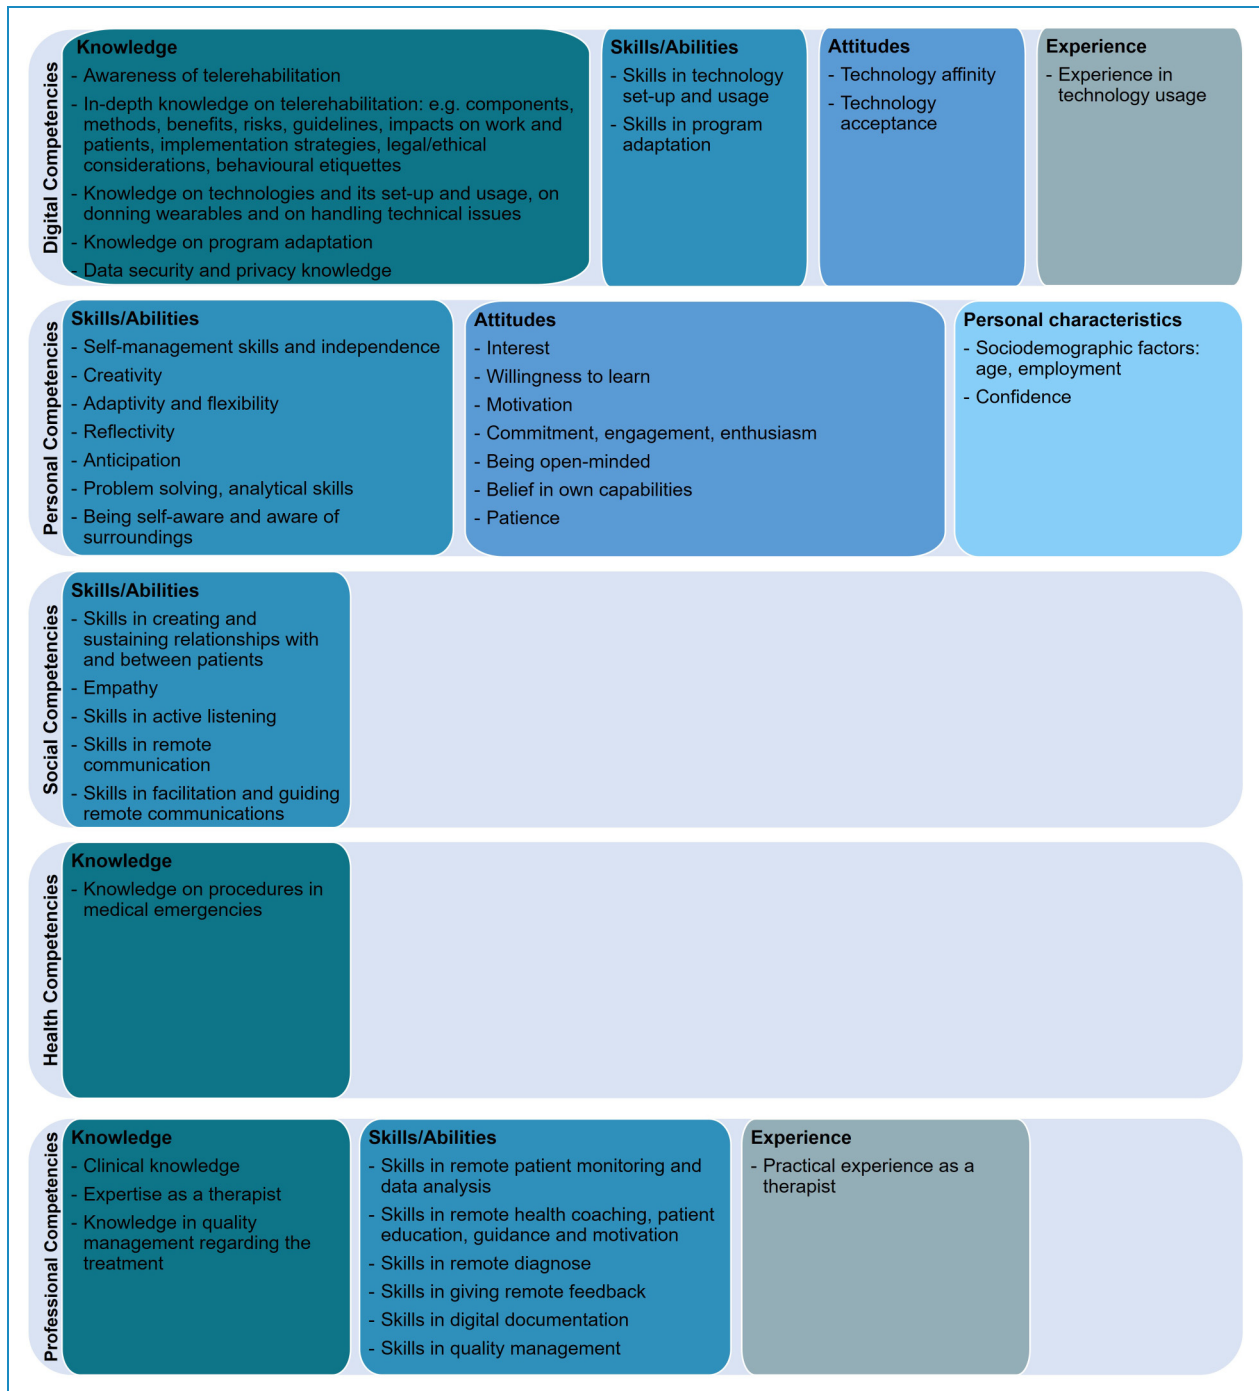 Digital Competencies
Knowledge
- Awareness of telerehabilitation
- In-depth knowledge on telerehabilitation: e.g. components,
methods, benefits, risks, guidelines, impacts on work and
patients, implementation strategies, legal/ethical
considerations, behavioural etiquettes
- Knowledge on technologies and its set-up and usage, on
donning wearables and on handling technical issues
- Knowledge on program adaptation
- Data security and privacy knowledge
Skills/Abilities
- Skills in technology
set-up and usage
- Skills in program
adaptation
Attitudes
- Technology affinity
- Technology
acceptance
Experience
- Experience in
technology usage
Personal Competencies
Skills/Abilities
- Self-management skills and independence
- Creativity
- Adaptivity and flexibility
- Reflectivity
- Anticipation
- Problem solving, analytical skills
- Being self-aware and aware of
surroundings
Attitudes
- Interest
- Willingness to learn
- Motivation
- Commitment, engagement, enthusiasm
- Being open-minded
- Belief in own capabilities
- Patience
Personal characteristics
- Sociodemographic factors:
age, employment
- Confidence
Social Competencies
Skills/Abilities
- Skills in creating and
sustaining relationships with
and between patients
- Empathy
- Skills in active listening
- Skills in remote
communication
- Skills in facilitation and guiding
remote communications
Health Competencies
Knowledge
- Knowledge on procedures in
medical emergencies
Professional Competencies
Knowledge
- Clinical knowledge
- Expertise as a therapist
- Knowledge in quality
management regarding the
treatment
Skills/Abilities
- Skills in remote patient monitoring and
data analysis
- Skills in remote health coaching, patient
education, guidance and motivation
- Skills in remote diagnose
- Skills in giving remote feedback
- Skills in digital documentation
- Skills in quality management
Experience
- Practical experience as a
therapist